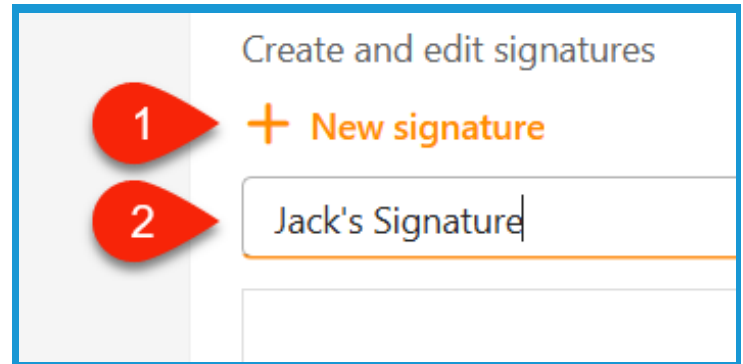 Create and edit signatures
1
+ New signature
2
Jack's Signature